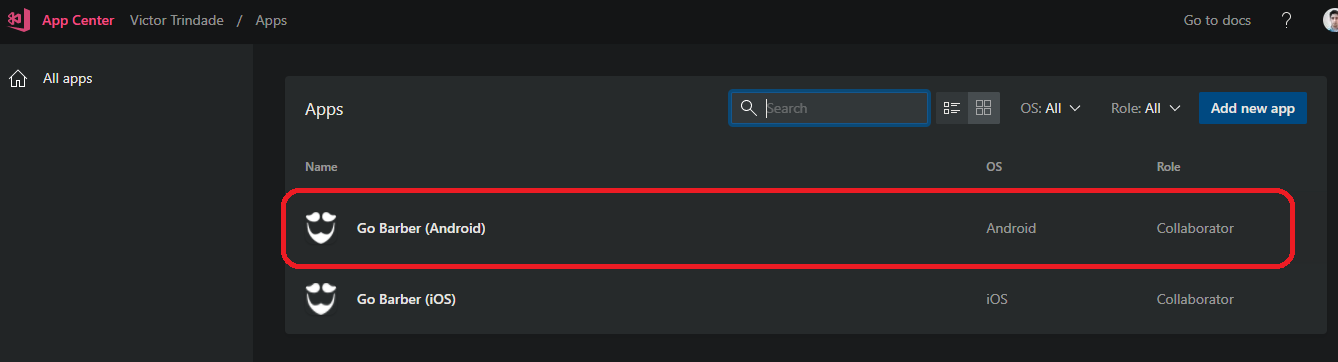 App Center Victor Trindade / Apps Go to docs ?
All apps
Apps Search OS: All Role: All Add new app
Name OS Role
Go Barber (Android) Android Collaborator
Go Barber (iOS) iOS Collaborator